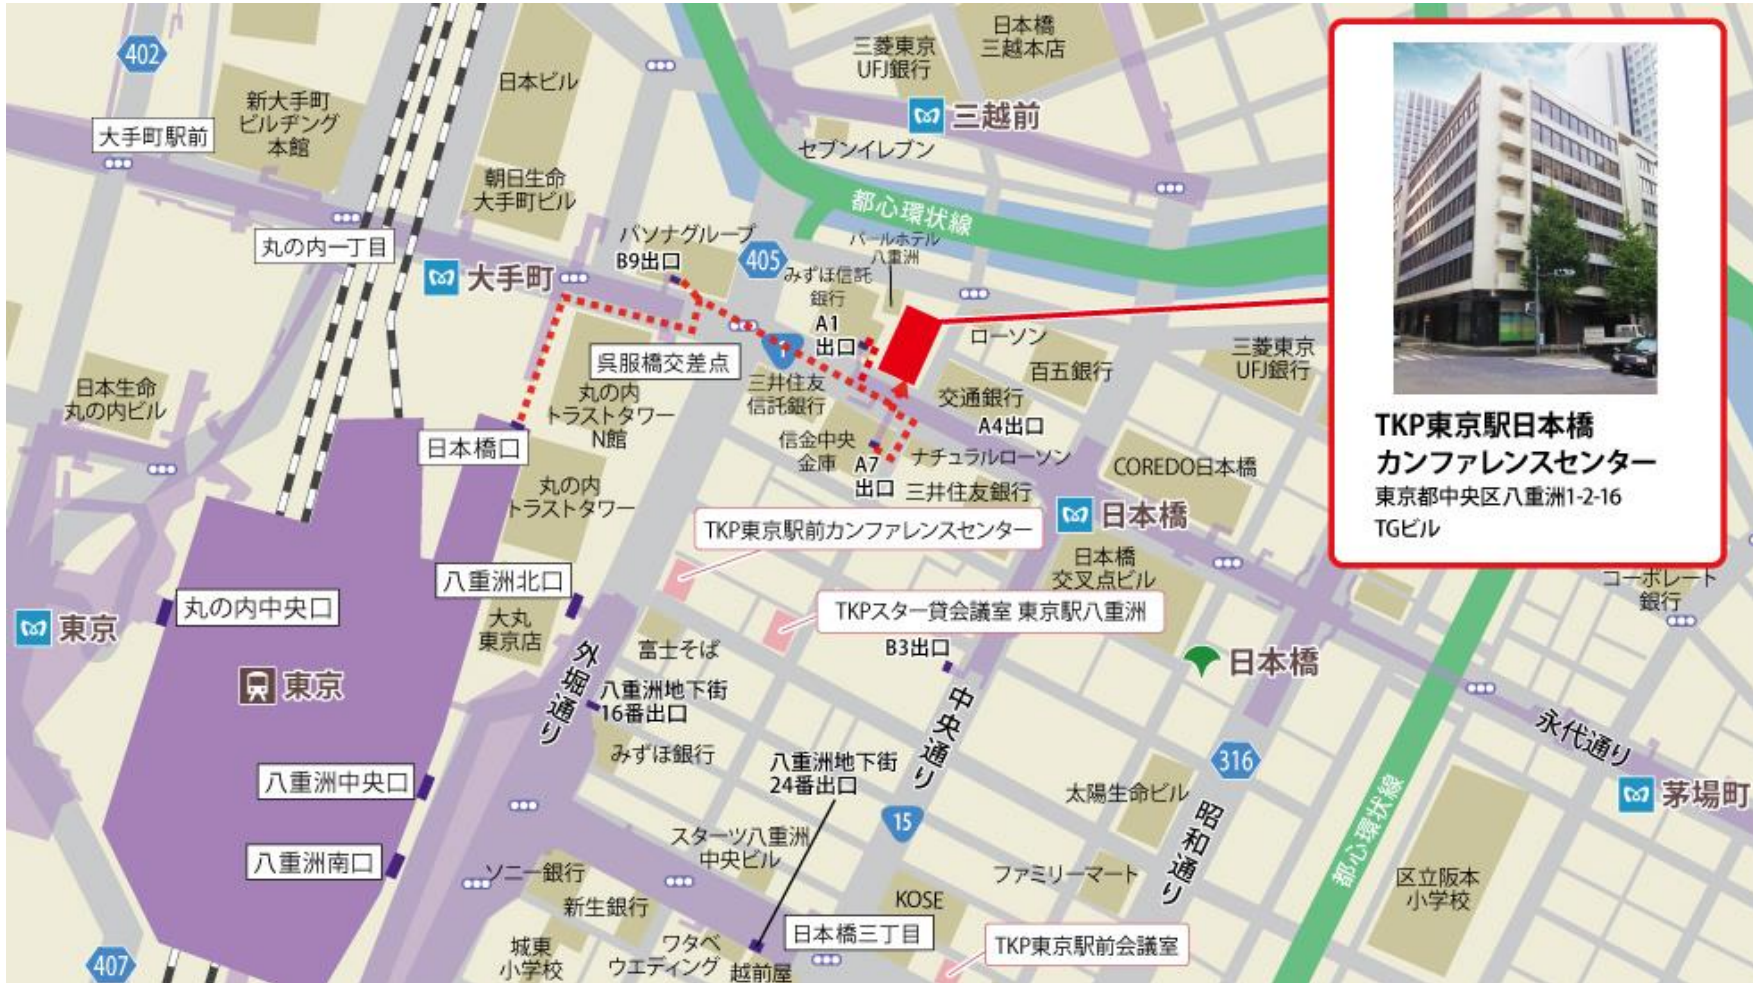 402
新大手町
ビルヂング
本館
大手町駅前
日本ビル
朝日生命
大手町ビル
丸の内一丁目
大手町
三菱東京
UFJ銀行
日本橋
三越本店
三越前
セブンイレブン
都心環状線
パソナグループ
B9出口
405
パールホテル
八重洲
みずほ信託
銀行
A1
出口
1
呉服橋交差点
三井住友
信託銀行
ローソン
百五銀行
三菱東京
UFJ銀行
交通銀行
A4出口
信金中央
金庫
A7
出口
ナチュラルローソン
三井住友銀行
COREDO日本橋
日本橋
TKP東京駅日本橋
カンファレンスセンター
東京都中央区八重洲1-2-16
TGビル
日本生命
丸の内ビル
日本橋口
丸の内
トラストタワー
N館
丸の内
トラストタワー
TKP東京駅前カンファレンスセンター
日本橋
交叉点ビル
コーポレート
銀行
八重洲北口
丸の内中央口
東京
東京
大丸
東京店
TKPスター貸会議室 東京駅八重洲
B3出口
日本橋
富士そば
外堀通り
八重洲地下街
16番出口
みずほ銀行
中央通り
八重洲地下街
24番出口
316
永代通り
茅場町
八重洲中央口
太陽生命ビル
昭和通り
都心環状線
15
スターツ八重洲
中央ビル
八重洲南口
ソニー銀行
新生銀行
ファミリーマート
区立阪本
小学校
KOSE
日本橋三丁目
TKP東京駅前会議室
城東
小学校
ワタベ
ウエディング
越前屋
407